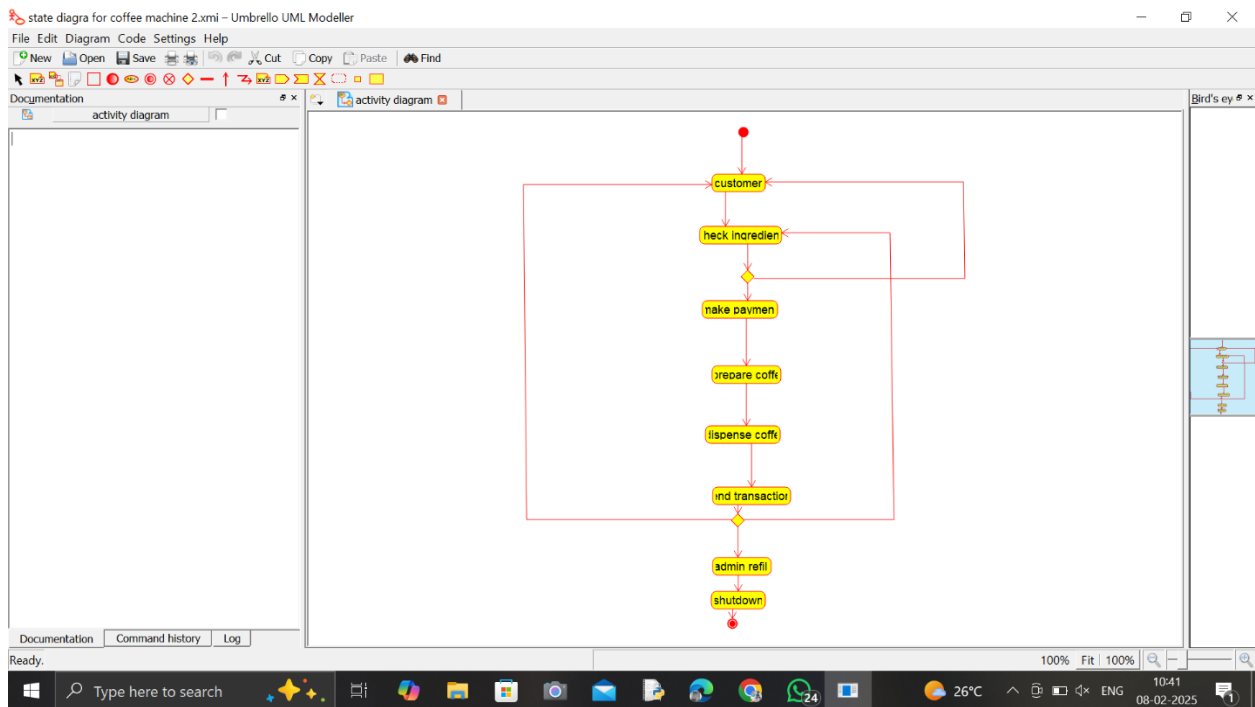 state diagra for coffee machine 2.xmi – Umbrello UML Modeller
File Edit Diagram Code Settings Help
New Open Save Cut Copy Paste Find
Documentation
activity diagram
activity diagram
Bird's ey
customer
heck ingredien
make paymen
prepare coffe
dispense coffe
end transaction
admin refil
shutdown
Documentation Command history Log
Ready.
100% Fit 100%
Type here to search
24
26°C
ENG
10:41
08-02-2025
1